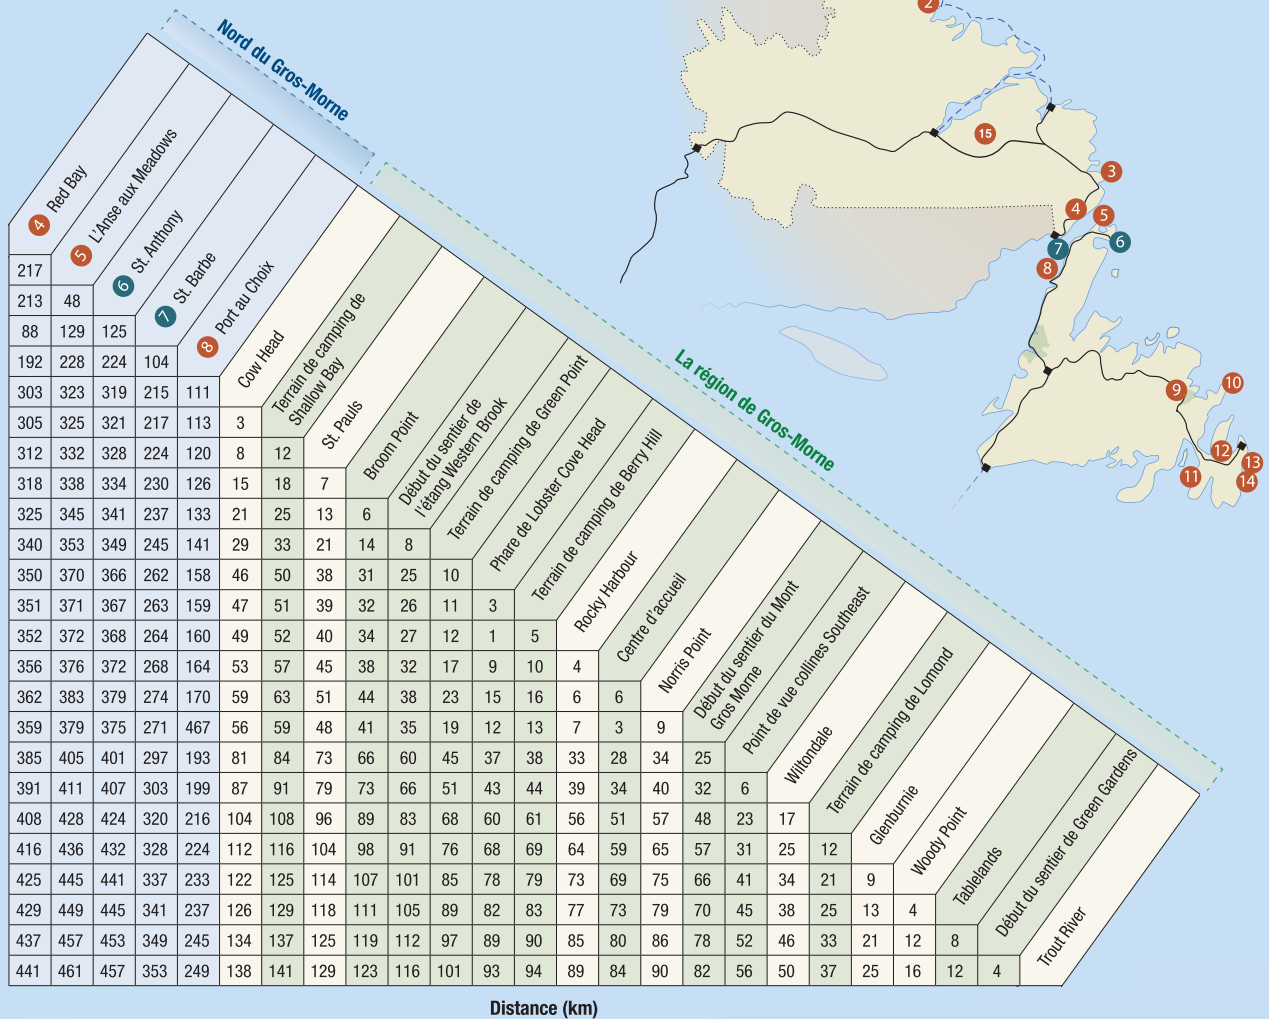 Nord du Gros-Morne
La région de Gros-Morne
2
15
3
4
5
7
6
8
9
10
12
13
11
14
4 Red Bay
5 L'Anse aux Meadows
6 St. Anthony
7 St. Barbe
8 Port au Choix
Cow Head
Terrain de camping de
Shallow Bay
St. Pauls
Broom Point
Début du sentier de
l'étang Western Brook
Terrain de camping de Green Point
Phare de Lobster Cove Head
Terrain de camping de Berry Hill
Rocky Harbour
Centre d'accueil
Norris Point
Début du sentier du Mont
Gros Morne
Point de vue collines Southeast
Wiltondale
Terrain de camping de Lomond
Glenburnie
Woody Point
Tablelands
Début du sentier de Green Gardens
Trout River
217
213 48
88 129 125
192 228 224 104
303 323 319 215 111
305 325 321 217 113 3
312 332 328 224 120 8 12
318 338 334 230 126 15 18 7
325 345 341 237 133 21 25 13 6
340 353 349 245 141 29 33 21 14 8
350 370 366 262 158 46 50 38 31 25 10
351 371 367 263 159 47 51 39 32 26 11 3
352 372 368 264 160 49 52 40 34 27 12 1 5
356 376 372 268 164 53 57 45 38 32 17 9 10 4
362 383 379 274 170 59 63 51 44 38 23 15 16 6 6
359 379 375 271 467 56 59 48 41 35 19 12 13 7 3 9
385 405 401 297 193 81 84 73 66 60 45 37 38 33 28 34 25
391 411 407 303 199 87 91 79 73 66 51 43 44 39 34 40 32 6
408 428 424 320 216 104 108 96 89 83 68 60 61 56 51 57 48 23 17
416 436 432 328 224 112 116 104 98 91 76 68 69 64 59 65 57 31 25 12
425 445 441 337 233 122 125 114 107 101 85 78 79 73 69 75 66 41 34 21 9
429 449 445 341 237 126 129 118 111 105 89 82 83 77 73 79 70 45 38 25 13 4
437 457 453 349 245 134 137 125 119 112 97 89 90 85 80 86 78 52 46 33 21 12 8
441 461 457 353 249 138 141 129 123 116 101 93 94 89 84 90 82 56 50 37 25 16 12 4
Distance (km)